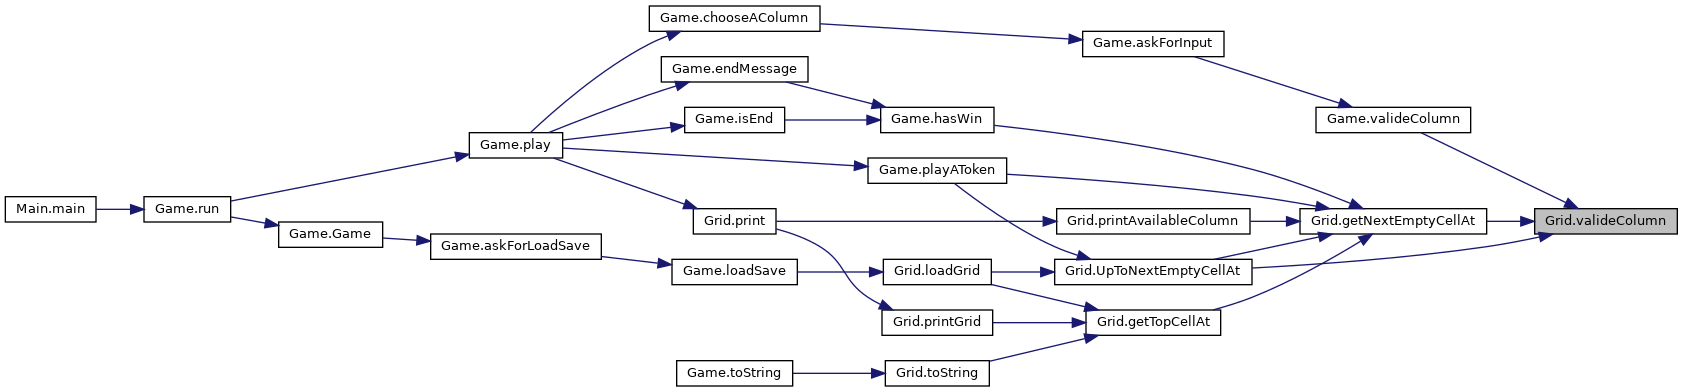 Game.chooseAColumn
Game.askForInput
Game.endMessage
Game.isEnd
Game.hasWin
Game.valideColumn
Game.play
Game.playAToken
Main.main
Game.run
Grid.print
Grid.printAvailableColumn
Grid.getNextEmptyCellAt
Grid.valideColumn
Game.Game
Game.askForLoadSave
Game.loadSave
Grid.loadGrid
Grid.UpToNextEmptyCellAt
Grid.printGrid
Grid.getTopCellAt
Game.toString
Grid.toString